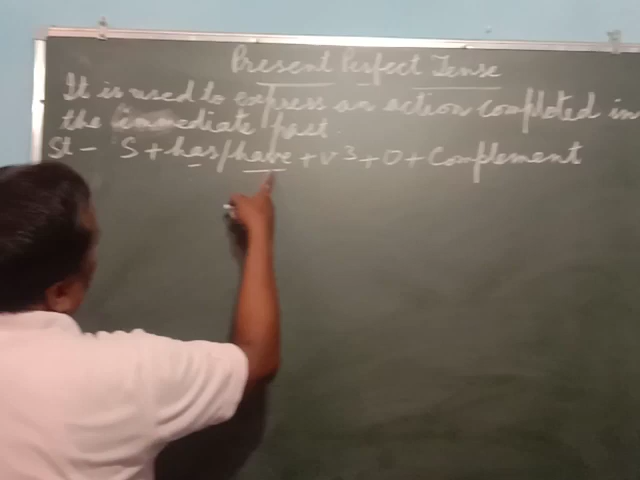 Present Perfect Tense
It is used to express an action completed in
the immediate past.
St - S + has/have + V3 + O + Complement